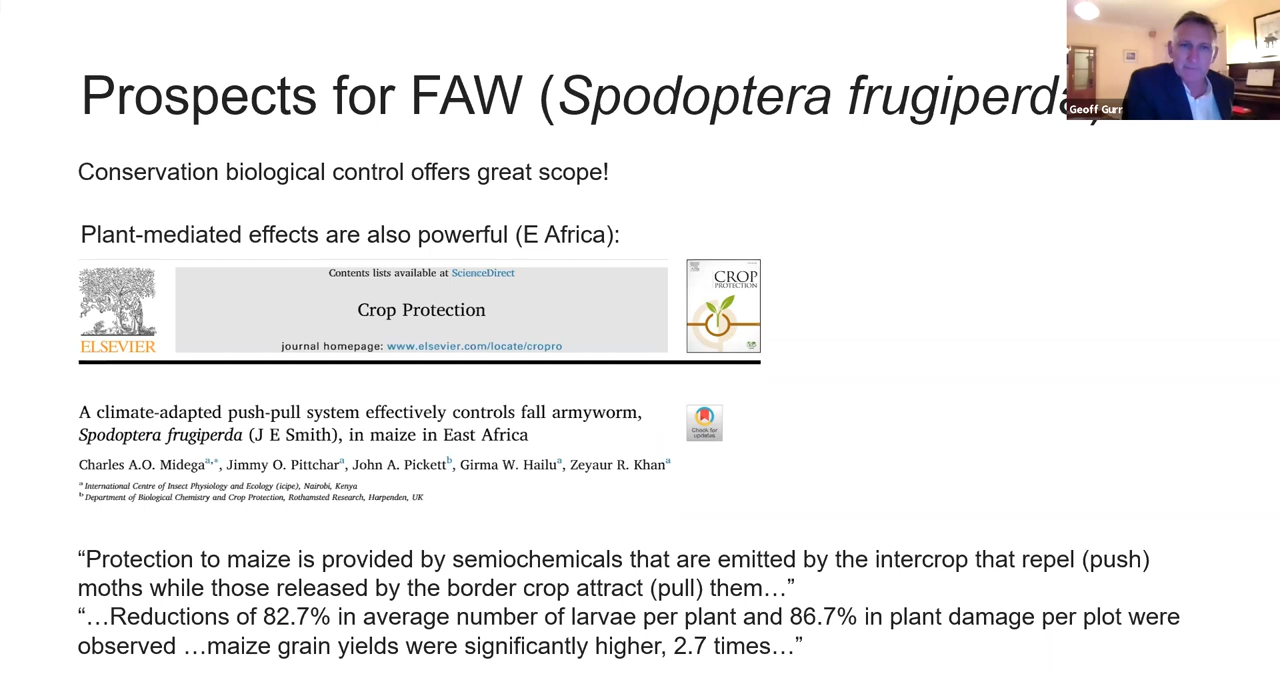 Prospects for FAW (Spodoptera frugiperda)
Geoff Gurr
Conservation biological control offers great scope!
Plant-mediated effects are also powerful (E Africa):
Contents lists available at ScienceDirect
Crop Protection
journal homepage: www.elsevier.com/locate/cropro
ELSEVIER
CROP
PROTECTION
A climate-adapted push-pull system effectively controls fall armyworm,
Spodoptera frugiperda (J E Smith), in maize in East Africa
Check for
updates
Charles A.O. Midega a,*, Jimmy O. Pittchar a, John A. Pickett b, Girma W. Hailu a, Zeyaur R. Khan a
a International Centre of Insect Physiology and Ecology (icipe), Nairobi, Kenya
b Department of Biological Chemistry and Crop Protection, Rothamsted Research, Harpenden, UK
“Protection to maize is provided by semiochemicals that are emitted by the intercrop that repel (push)
moths while those released by the border crop attract (pull) them…”
“…Reductions of 82.7% in average number of larvae per plant and 86.7% in plant damage per plot were
observed …maize grain yields were significantly higher, 2.7 times…”